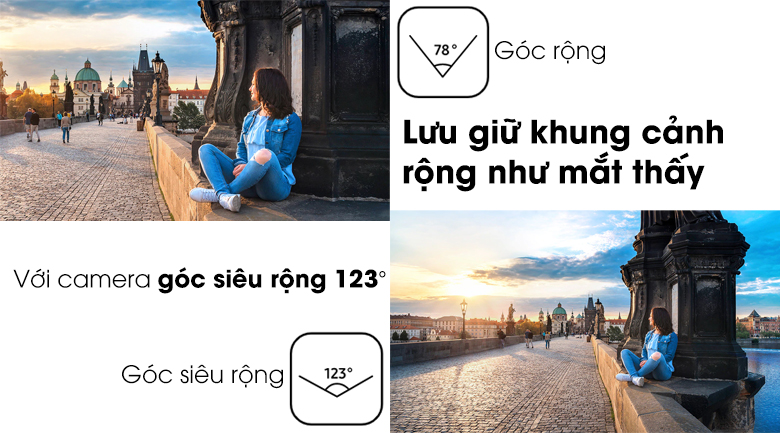 78°
Góc rộng
Lưu giữ khung cảnh
rộng như mắt thấy
Với camera góc siêu rộng 123°
Góc siêu rộng
123°